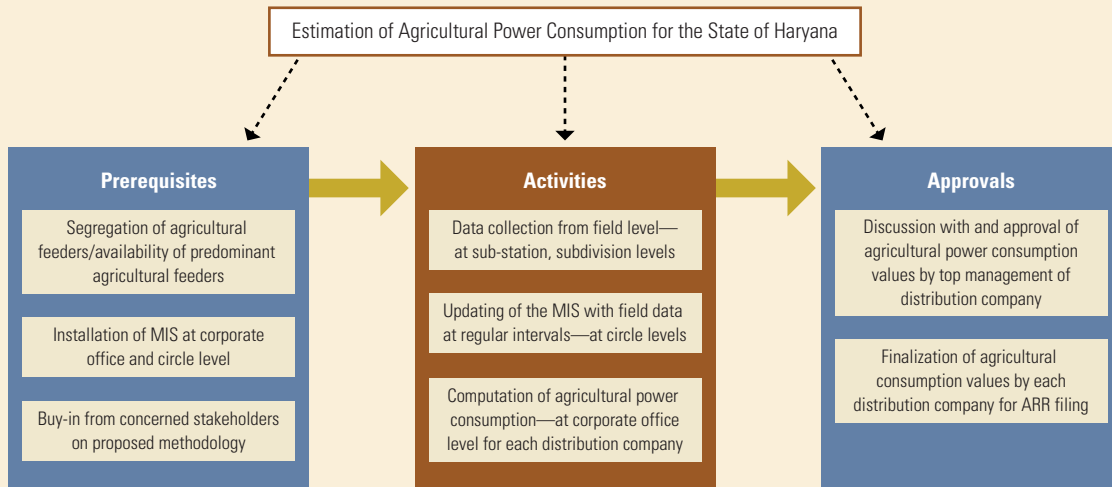 Estimation of Agricultural Power Consumption for the State of Haryana
Prerequisites
Segregation of agricultural
feeders/availability of predominant
agricultural feeders
Installation of MIS at corporate
office and circle level
Buy-in from concerned stakeholders
on proposed methodology
Activities
Data collection from field level—
at sub-station, subdivision levels
Updating of the MIS with field data
at regular intervals—at circle levels
Computation of agricultural power
consumption—at corporate office
level for each distribution company
Approvals
Discussion with and approval of
agricultural power consumption
values by top management of
distribution company
Finalization of agricultural
consumption values by each
distribution company for ARR filing